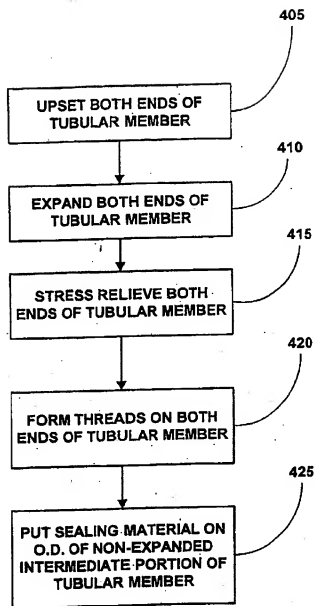 405
UPSET BOTH ENDS OF
TUBULAR MEMBER
410
EXPAND BOTH ENDS OF
TUBULAR MEMBER
415
STRESS RELIEVE BOTH
ENDS OF TUBULAR MEMBER
420
FORM THREADS ON BOTH
ENDS OF TUBULAR MEMBER
425
PUT SEALING MATERIAL ON
O.D. OF NON-EXPANDED
INTERMEDIATE PORTION OF
TUBULAR MEMBER